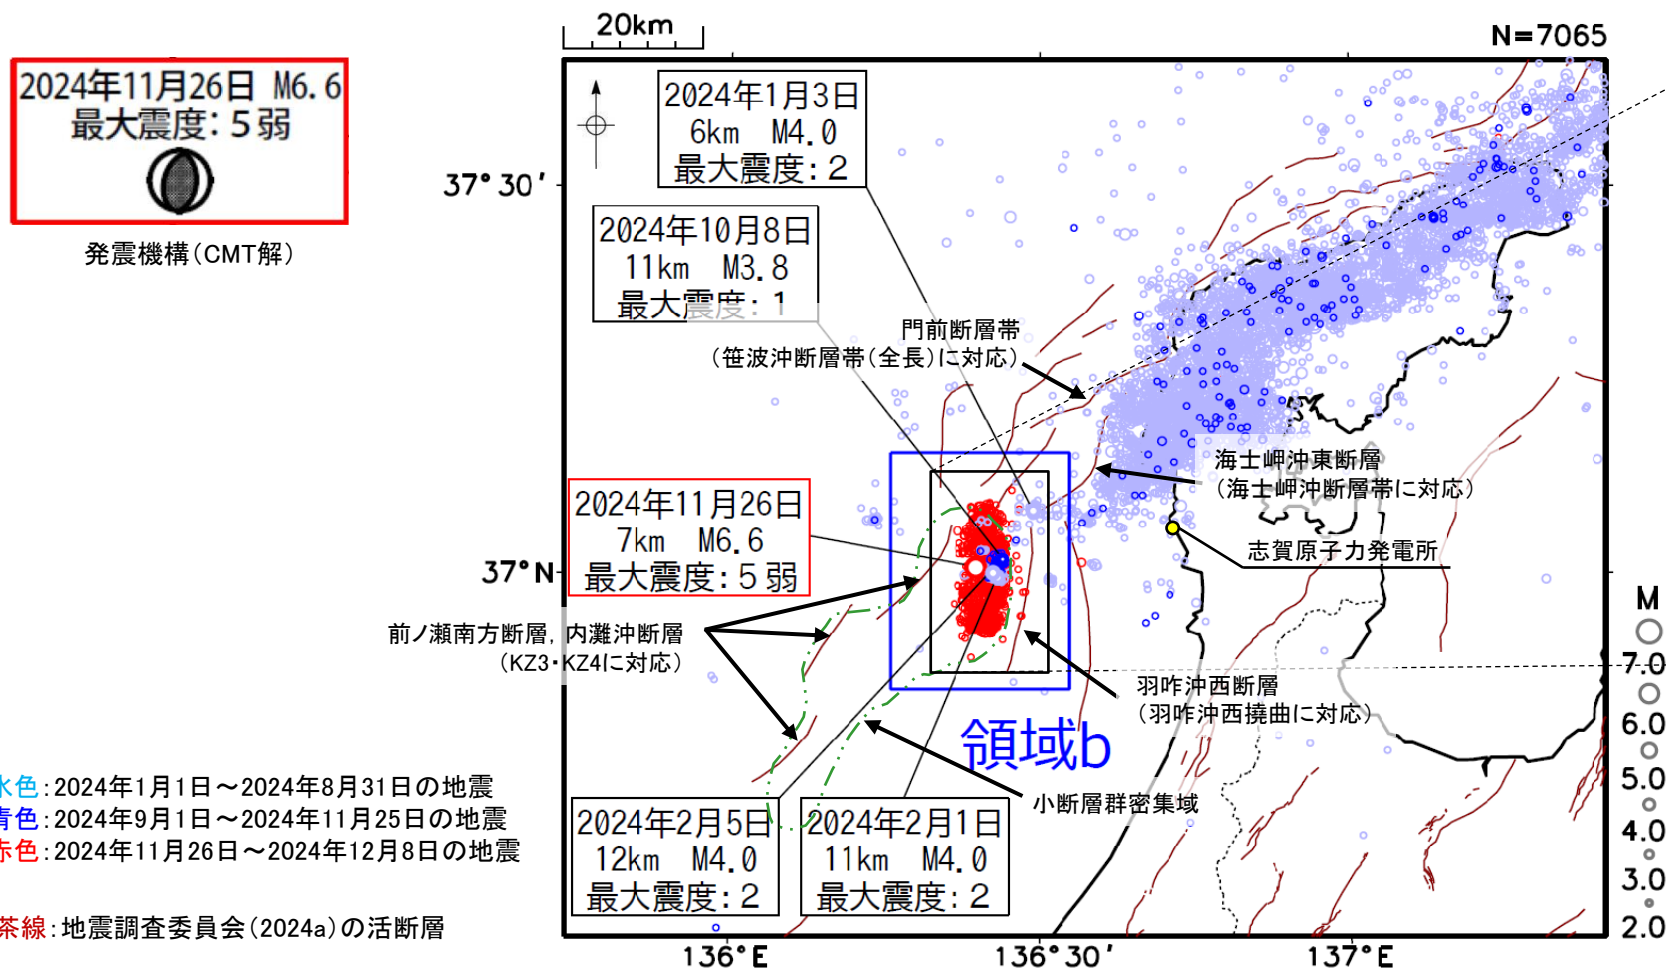 20km
N=7065
2024年11月26日 M6.6
最大震度：５弱
発震機構（CMT解）
2024年１月３日
6km M4.0
最大震度：２
37°30′
2024年10月８日
11km M3.8
最大震度：１
門前断層帯
（笹波沖断層帯（全長）に対応）
海士岬沖東断層
（海士岬沖断層帯に対応）
2024年11月26日
7km M6.6
最大震度：５弱
志賀原子力発電所
37°N
前ノ瀬南方断層，内灘沖断層
（KZ3・KZ4に対応）
羽咋沖西断層
（羽咋沖西撓曲に対応）
領域b
小断層群密集域
2024年２月５日
12km M4.0
最大震度：２
2024年２月１日
11km M4.0
最大震度：２
水色：2024年1月1日～2024年8月31日の地震
青色：2024年9月1日～2024年11月25日の地震
赤色：2024年11月26日～2024年12月8日の地震
茶線：地震調査委員会（2024a）の活断層
M
7.0
6.0
5.0
4.0
3.0
2.0
136°E
136°30′
137°E